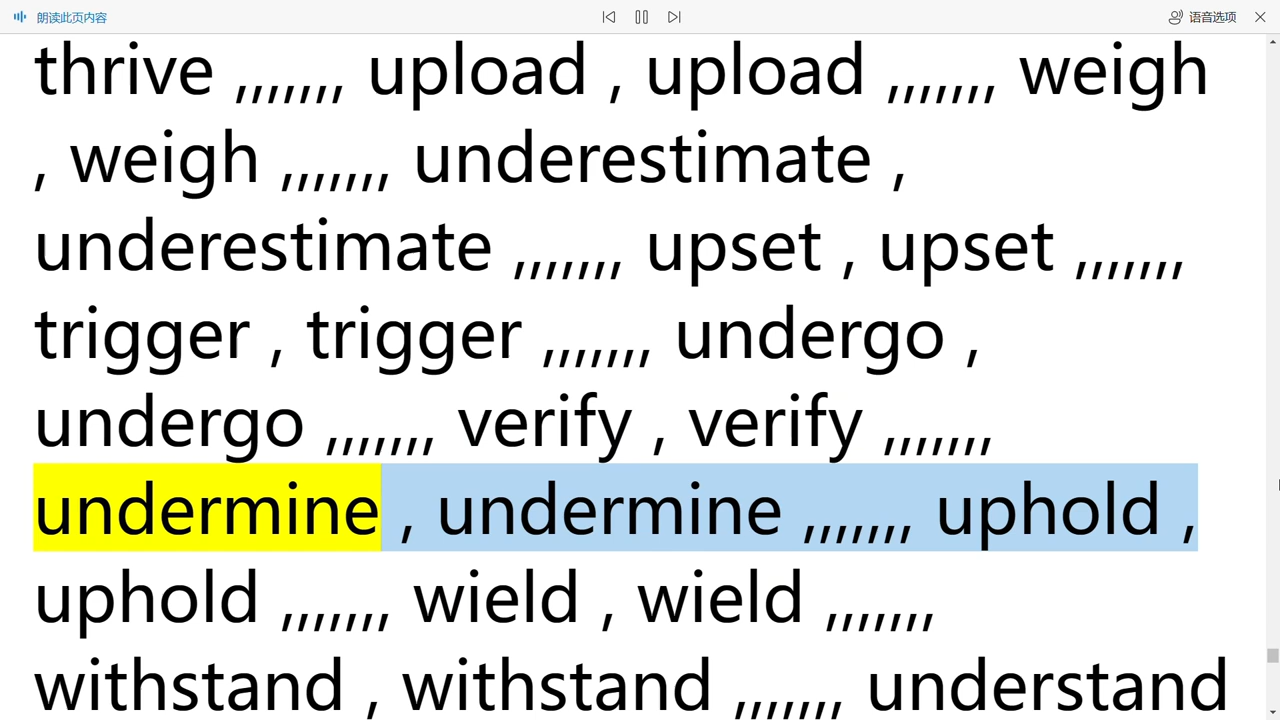 朗读此页内容
语音选项
thrive ,,,,,,, upload , upload ,,,,,,, weigh
, weigh ,,,,,,, underestimate ,
underestimate ,,,,,,, upset , upset ,,,,,,,
trigger , trigger ,,,,,,, undergo ,
undergo ,,,,,,, verify , verify ,,,,,,,
undermine , undermine ,,,,,,, uphold ,
uphold ,,,,,,, wield , wield ,,,,,,,
withstand , withstand ,,,,,,, understand